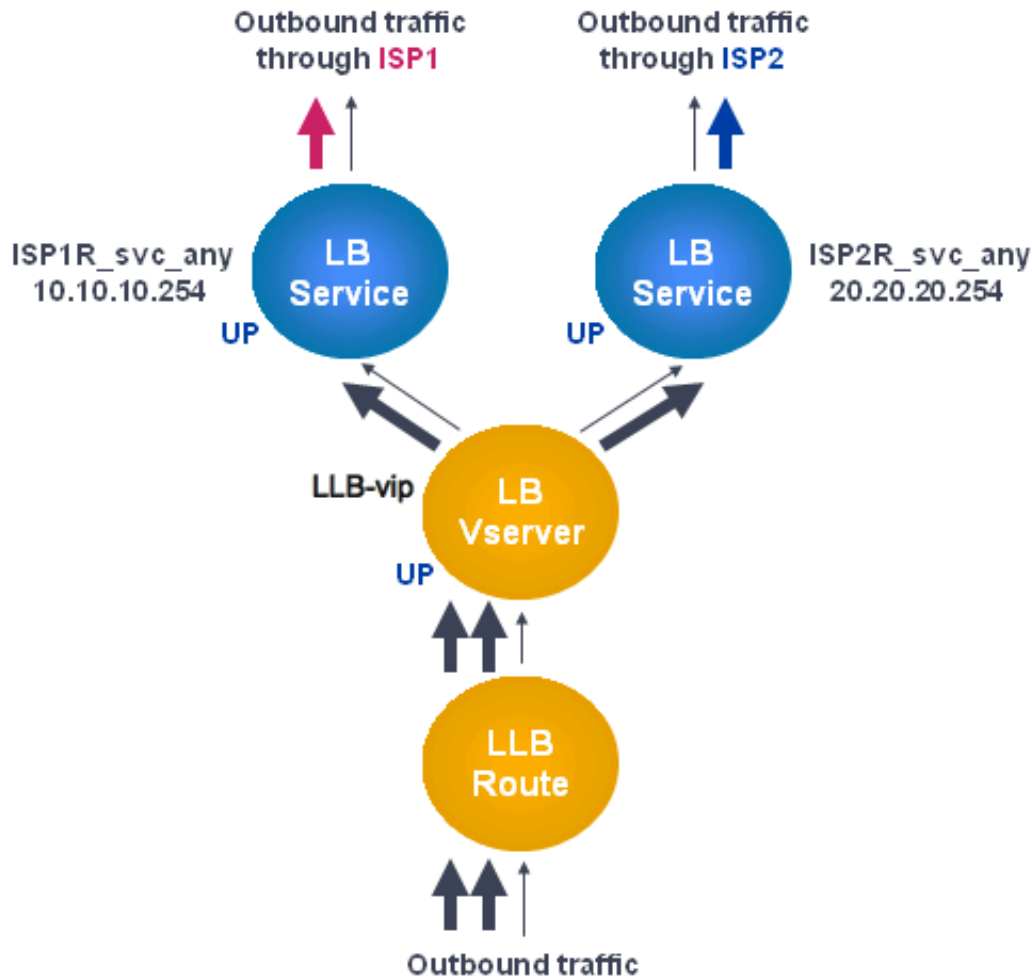 Outbound traffic
through ISP1
Outbound traffic
through ISP2
ISP1R_svc_any
10.10.10.254
LB
Service
UP
LB
Service
UP
ISP2R_svc_any
20.20.20.254
LLB-vip
LB
Vserver
UP
LLB
Route
Outbound traffic